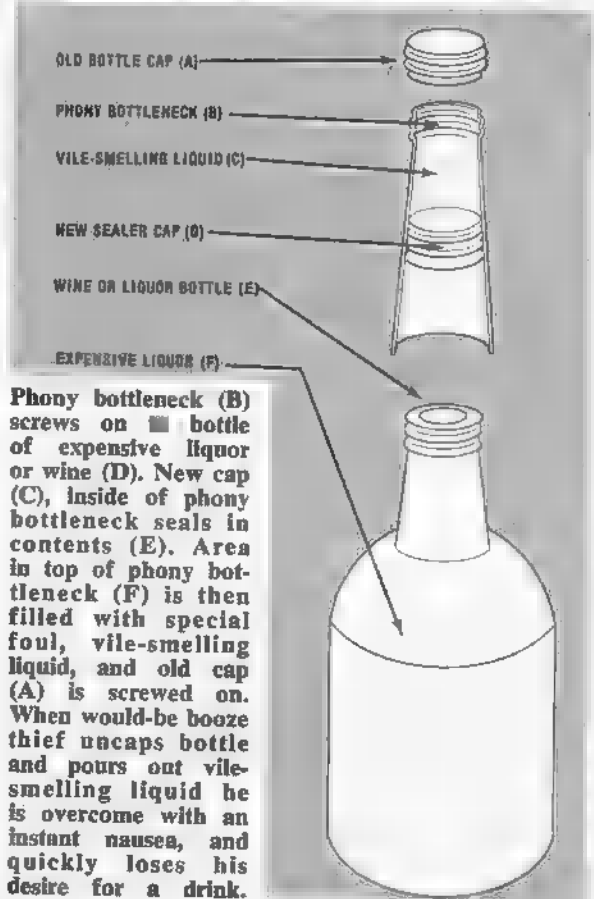 OLD BOTTLE CAP (A)
PHONY BOTTLENECK (B)
VILE-SMELLING LIQUID (C)
NEW SEALER CAP (D)
WINE OR LIQUOR BOTTLE (E)
EXPENSIVE LIQUOR (F)
Phony bottleneck (B)
screws on bottle
of expensive liquor
or wine (D). New cap
(C), inside of phony
bottleneck seals in
contents (E). Area
in top of phony bot-
tleneck (F) is then
filled with special
foul, vile-smelling
liquid, and old cap
(A) is screwed on.
When would-be booze
thief uncaps bottle
and pours out vile-
smelling liquid he
is overcome with an
instant nausea, and
quickly loses his
desire for a drink.